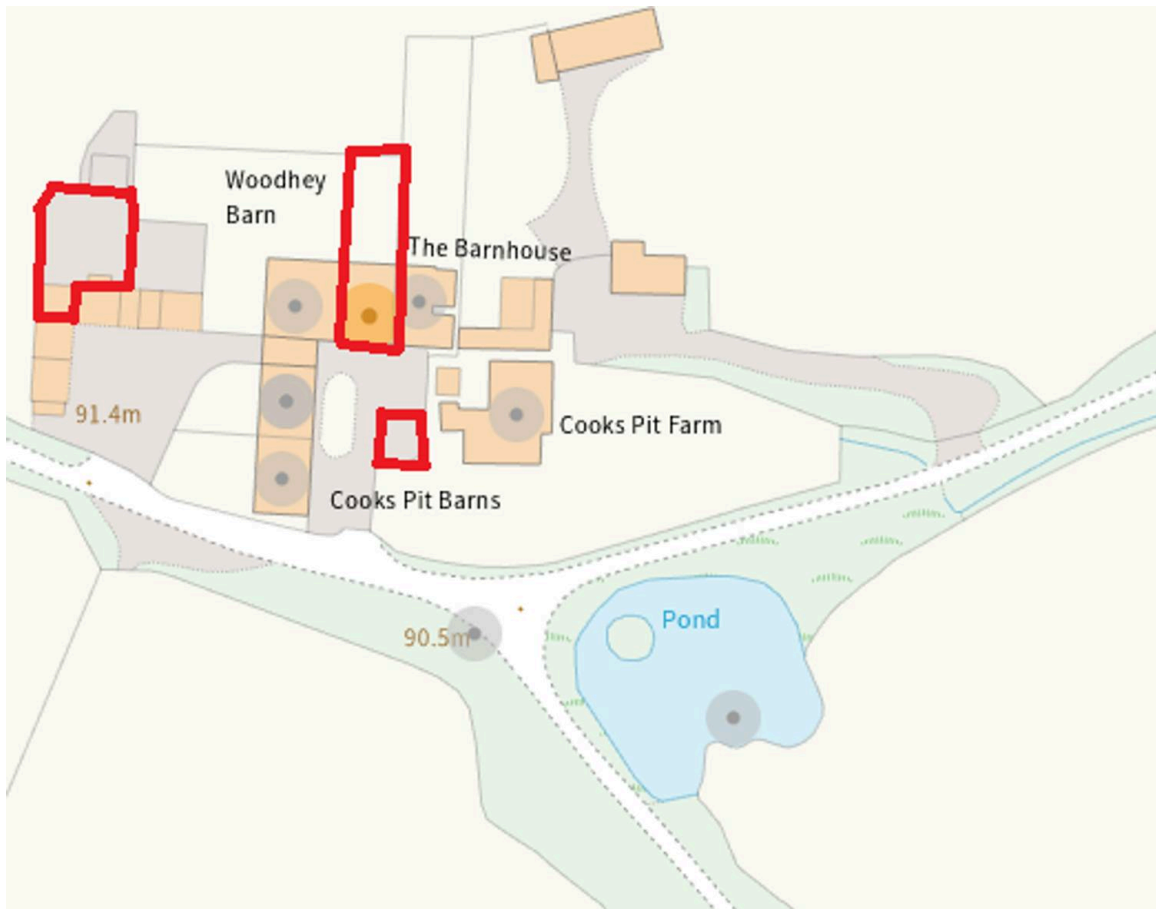 Woodhey
Barn
The Barnhouse
91.4m
Cooks Pit Farm
Cooks Pit Barns
90.5m
Pond